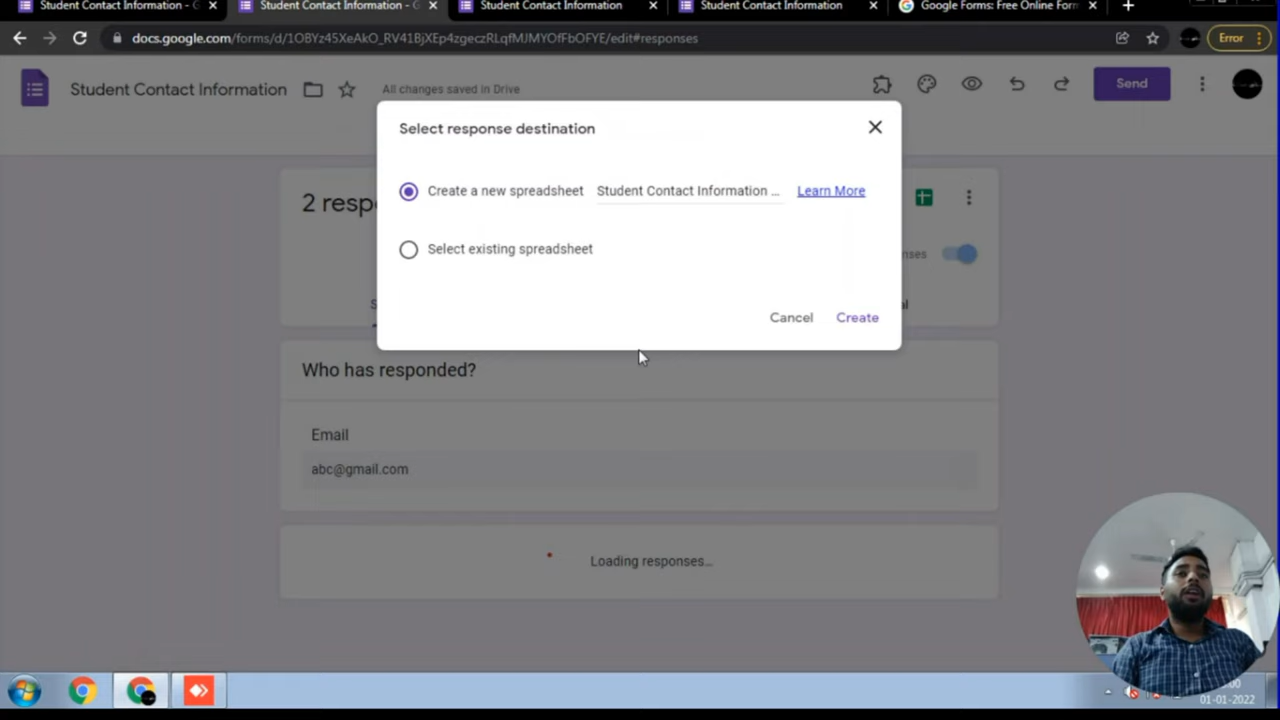 Student Contact Information - G
Student Contact Information - G
Student Contact Information
Student Contact Information
Google Forms: Free Online Form
docs.google.com/forms/d/1OBYz45XeAkO_RV41BjXEp4zgeczRLqfMJMYOfFbOFYE/edit#responses
Error
Student Contact Information
All changes saved in Drive
Send
Select response destination
Create a new spreadsheet
Student Contact Information ...
Learn More
2 resp
Select existing spreadsheet
nses
Cancel
Create
Who has responded?
Email
abc@gmail.com
Loading responses...
01-01-2022